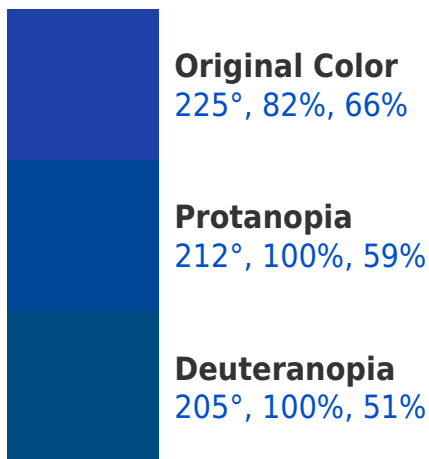 Original Color
225°, 82%, 66%
Protanopia
212°, 100%, 59%
Deuteranopia
205°, 100%, 51%